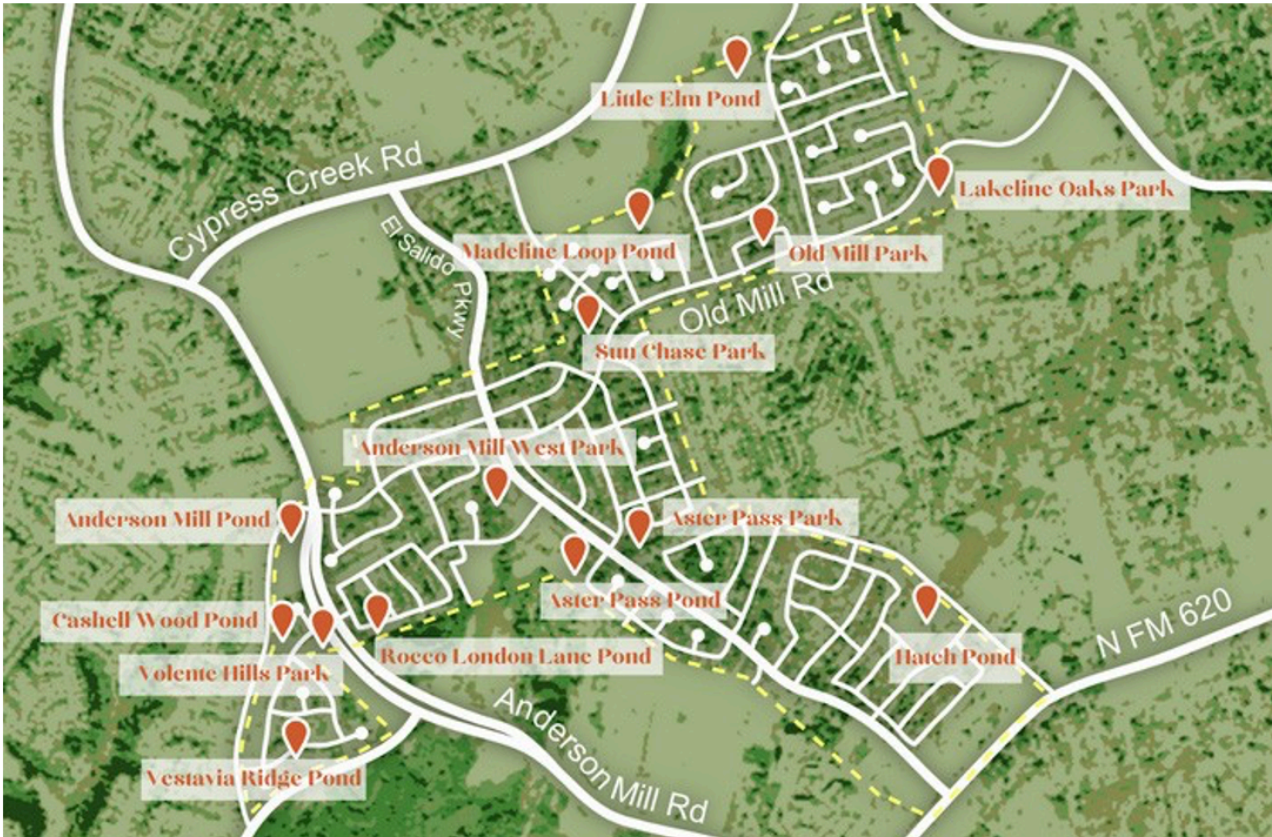 Little Elm Pond
Cypress Creek Rd
Lakeline Oaks Park
El Salido Pkwy
Madeline Loop Pond
Old Mill Park
Old Mill Rd
Sun Chase Park
Anderson Mill West Park
Anderson Mill Pond
Aster Pass Park
Aster Pass Pond
Cashell Wood Pond
N FM 620
Rocco London Lane Pond
Hatch Pond
Volente Hills Park
Anderson Mill Rd
Vestavia Ridge Pond